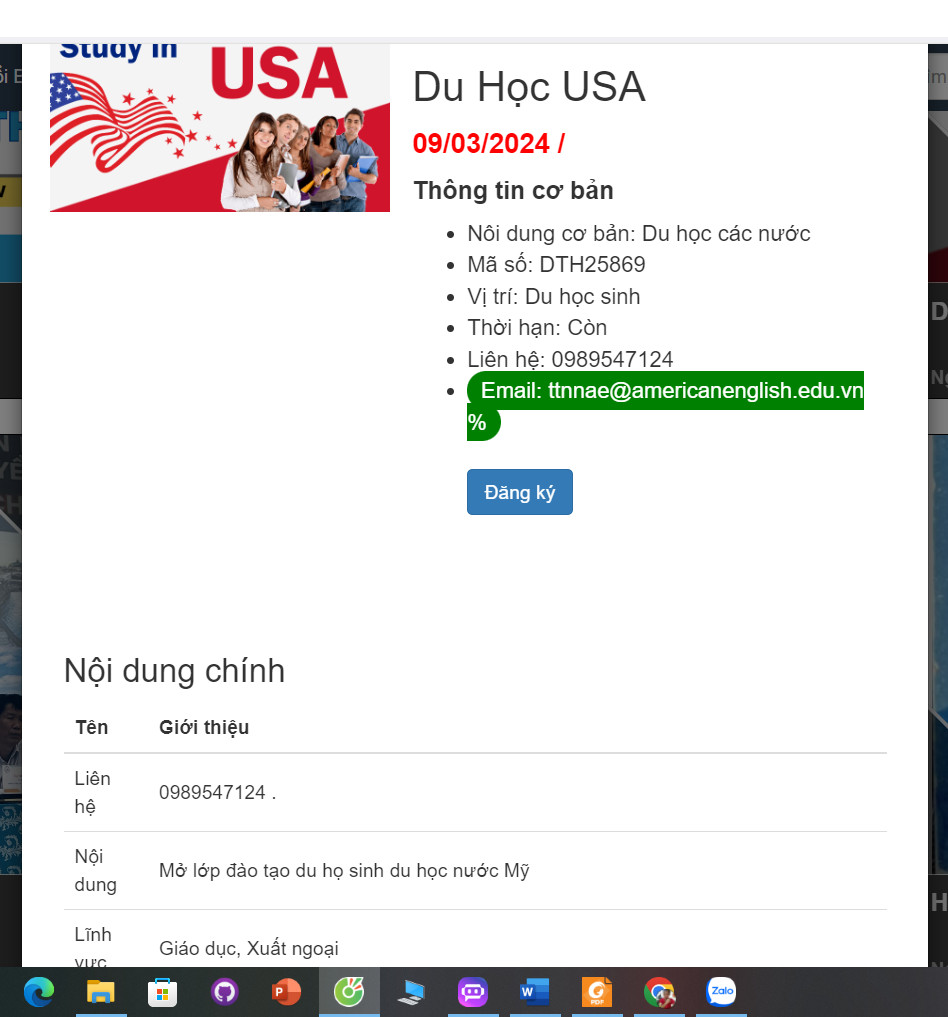 Study in
USA
Du Học USA
09/03/2024 /
Thông tin cơ bản
Nôi dung cơ bản: Du học các nước
Mã số: DTH25869
Vị trí: Du học sinh
Thời hạn: Còn
Liên hệ: 0989547124
Email: ttnnae@americanenglish.edu.vn
%
Đăng ký
Nội dung chính
Tên Giới thiệu
Liên
hệ
0989547124 .
Nội
dung
Mở lớp đào tạo du họ sinh du học nước Mỹ
Lĩnh
vực
Giáo dục, Xuất ngoại
P
W
PDF
Zalo